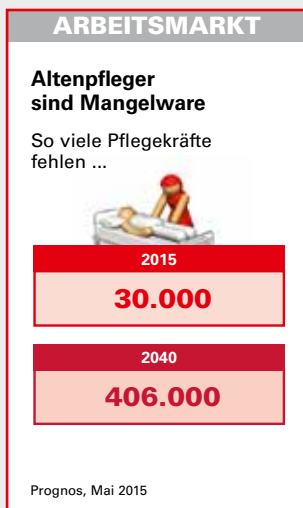 ARBEITSMARKT
Altenpfleger
sind Mangelware
So viele Pflegekräfte
fehlen ...
2015
30.000
2040
406.000
Prognos, Mai 2015